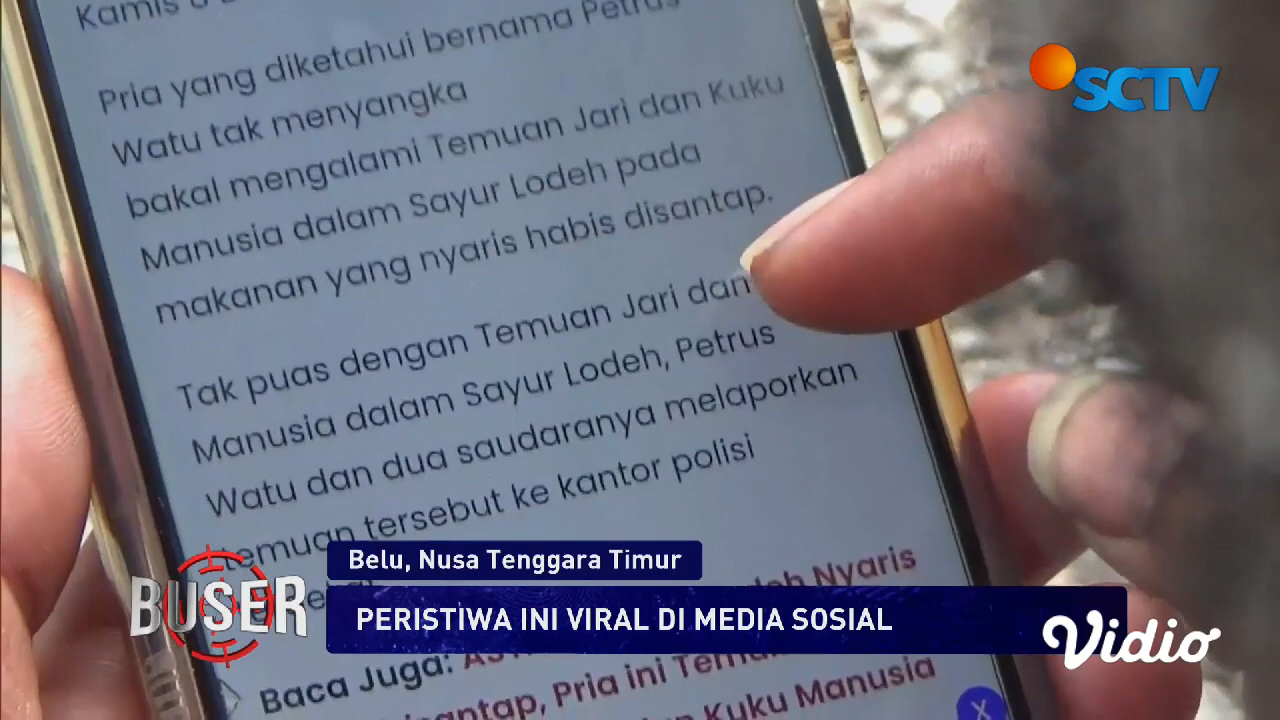 Kamis
Pria yang diketahui bernama Petrus
Watu tak menyangka
bakal mengalami Temuan Jari dan Kuku
Manusia dalam Sayur Lodeh pada
makanan yang nyaris habis disantap.
Tak puas dengan Temuan Jari dan
Manusia dalam Sayur Lodeh, Petrus
Watu dan dua saudaranya melaporkan
temuan tersebut ke kantor polisi
Nyaris
Baca Juga:
Pria ini
Kuku Manusia
SCTV
BUSER
Belu, Nusa Tenggara Timur
PERISTIWA INI VIRAL DI MEDIA SOSIAL
Vidio
X